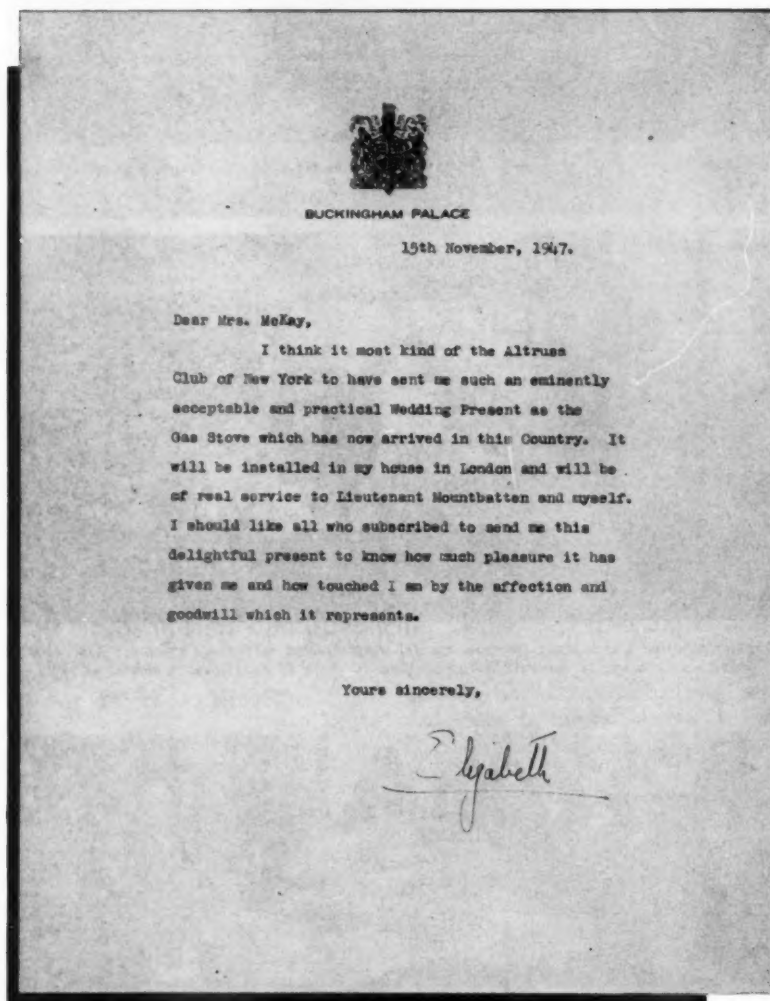 BUCKINGHAM PALACE
15th November, 1947.
Dear Mrs. McKay,
I think it most kind of the Altrusa
Club of New York to have sent me such an eminently
acceptable and practical Wedding Present as the
Gas Stove which has now arrived in this Country. It
will be installed in my house in London and will be
of real service to Lieutenant Mountbatten and myself.
I should like all who subscribed to send me this
delightful present to know how much pleasure it has
given me and how touched I am by the affection and
goodwill which it represents.
Yours sincerely,
Elizabeth